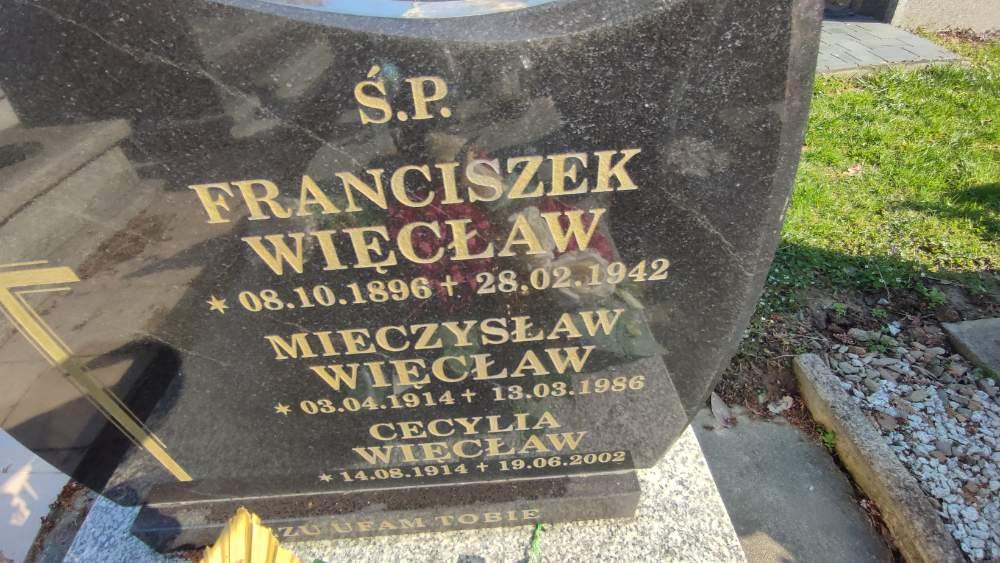 Ś.P.
FRANCISZEK
WIĘCŁAW
* 08.10.1896 + 28.02.1942
MIECZYSŁAW
WIĘCŁAW
* 03.04.1914 + 13.03.1986
CECYLIA
WIĘCŁAW
* 14.08.1914 + 19.06.2002
UFAM TOBIE